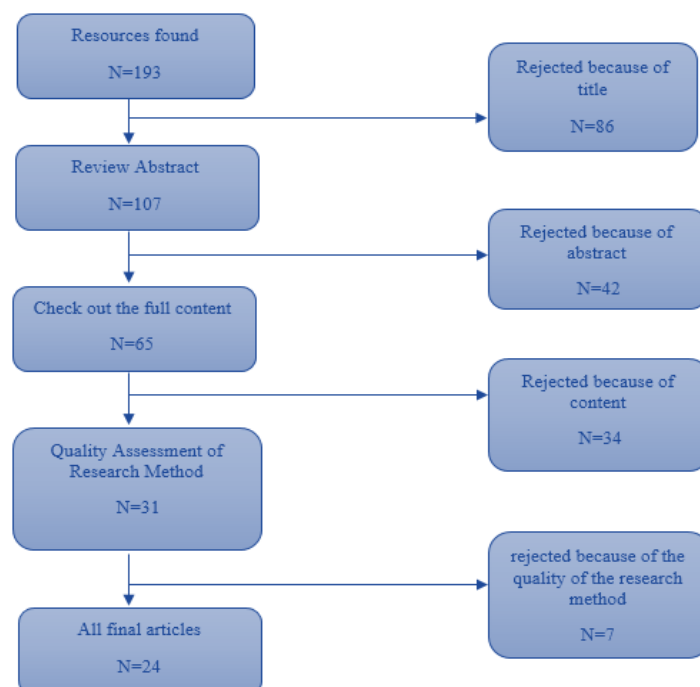 Resources found
N=193
Rejected because of
title
N=86
Review Abstract
N=107
Rejected because of
abstract
N=42
Check out the full content
N=65
Rejected because of
content
N=34
Quality Assessment of
Research Method
N=31
rejected because of the
quality of the research
method
N=7
All final articles
N=24